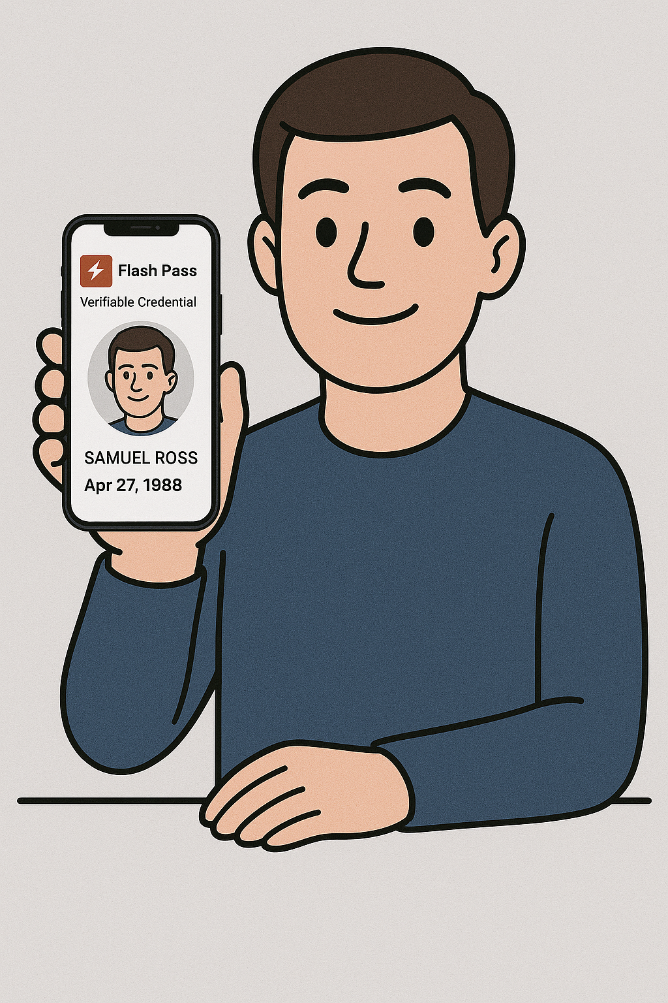 Flash Pass
Verifiable Credential
SAMUEL ROSS
Apr 27, 1988